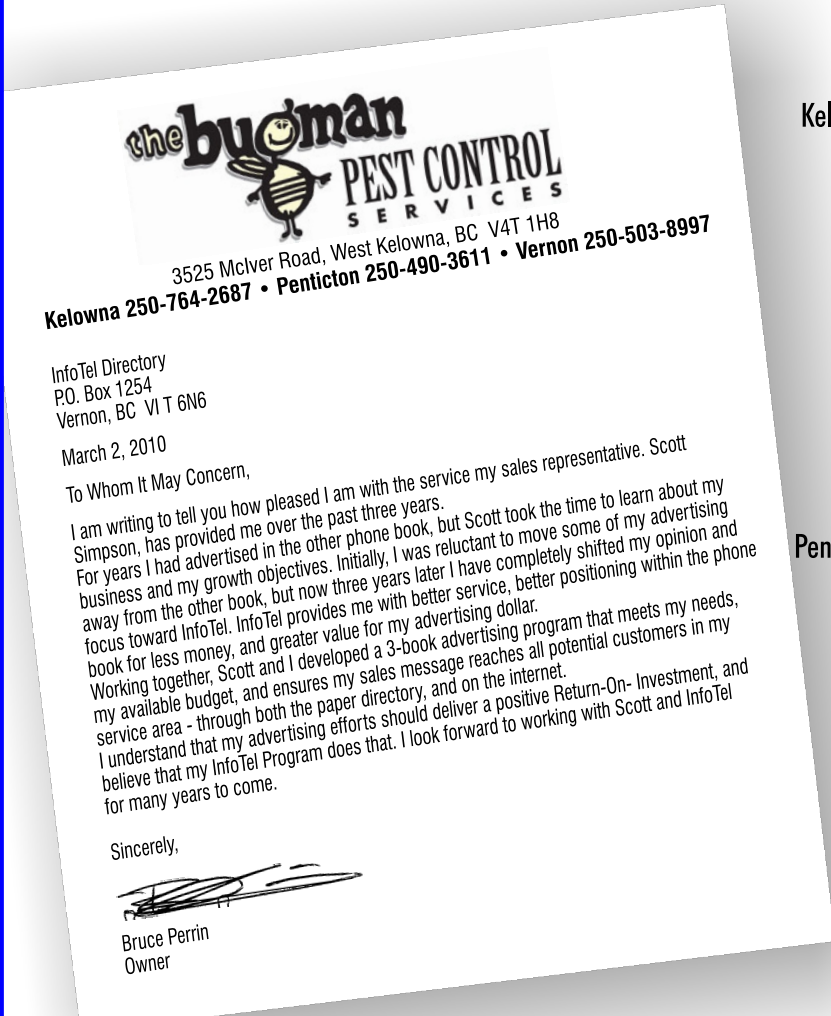 the bugman
PEST CONTROL
SERVICES
3525 McIver Road, West Kelowna, BC V4T 1H8
Kelowna 250-764-2687 • Penticton 250-490-3611 • Vernon 250-503-8997
InfoTel Directory
P.O. Box 1254
Vernon, BC VI T 6N6
March 2, 2010
To Whom It May Concern,
I am writing to tell you how pleased I am with the service my sales representative. Scott
Simpson, has provided me over the past three years.
For years I had advertised in the other phone book, but Scott took the time to learn about my
business and my growth objectives. Initially, I was reluctant to move some of my advertising
away from the other book, but now three years later I have completely shifted my opinion and
focus toward InfoTel. InfoTel provides me with better service, better positioning within the phone
book for less money, and greater value for my advertising dollar.
Working together, Scott and I developed a 3-book advertising program that meets my needs,
my available budget, and ensures my sales message reaches all potential customers in my
service area - through both the paper directory, and on the internet.
I understand that my advertising efforts should deliver a positive Return-On- Investment, and
believe that my InfoTel Program does that. I look forward to working with Scott and InfoTel
for many years to come.
Sincerely,
Bruce Perrin
Owner
Kel
Pen